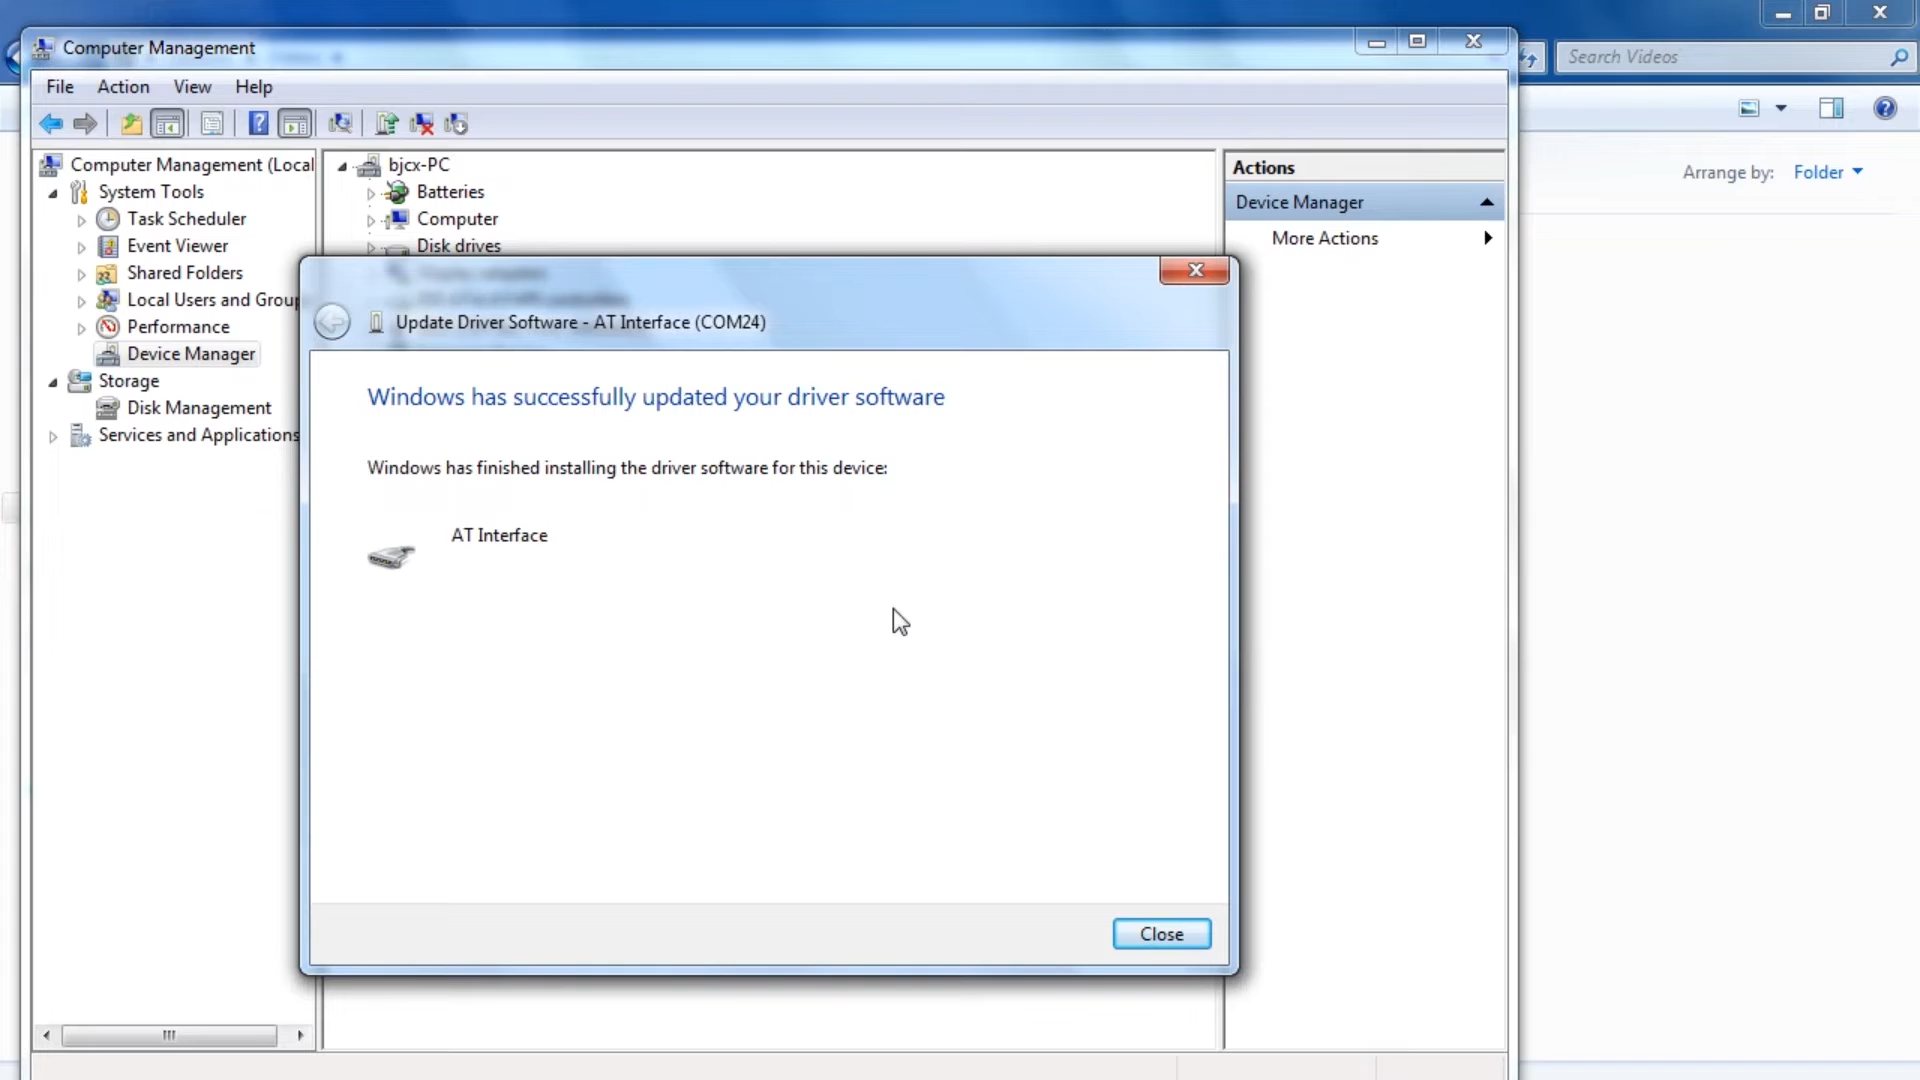 Computer Management
Search Videos
File Action View Help
Arrange by: Folder
Computer Management (Local
System Tools
Task Scheduler
Event Viewer
Shared Folders
Local Users and Group
Performance
Device Manager
Storage
Disk Management
Services and Applications
bjcx-PC
Batteries
Computer
Disk drives
Actions
Device Manager
More Actions
Update Driver Software - AT Interface (COM24)
Windows has successfully updated your driver software
Windows has finished installing the driver software for this device:
AT Interface
Close